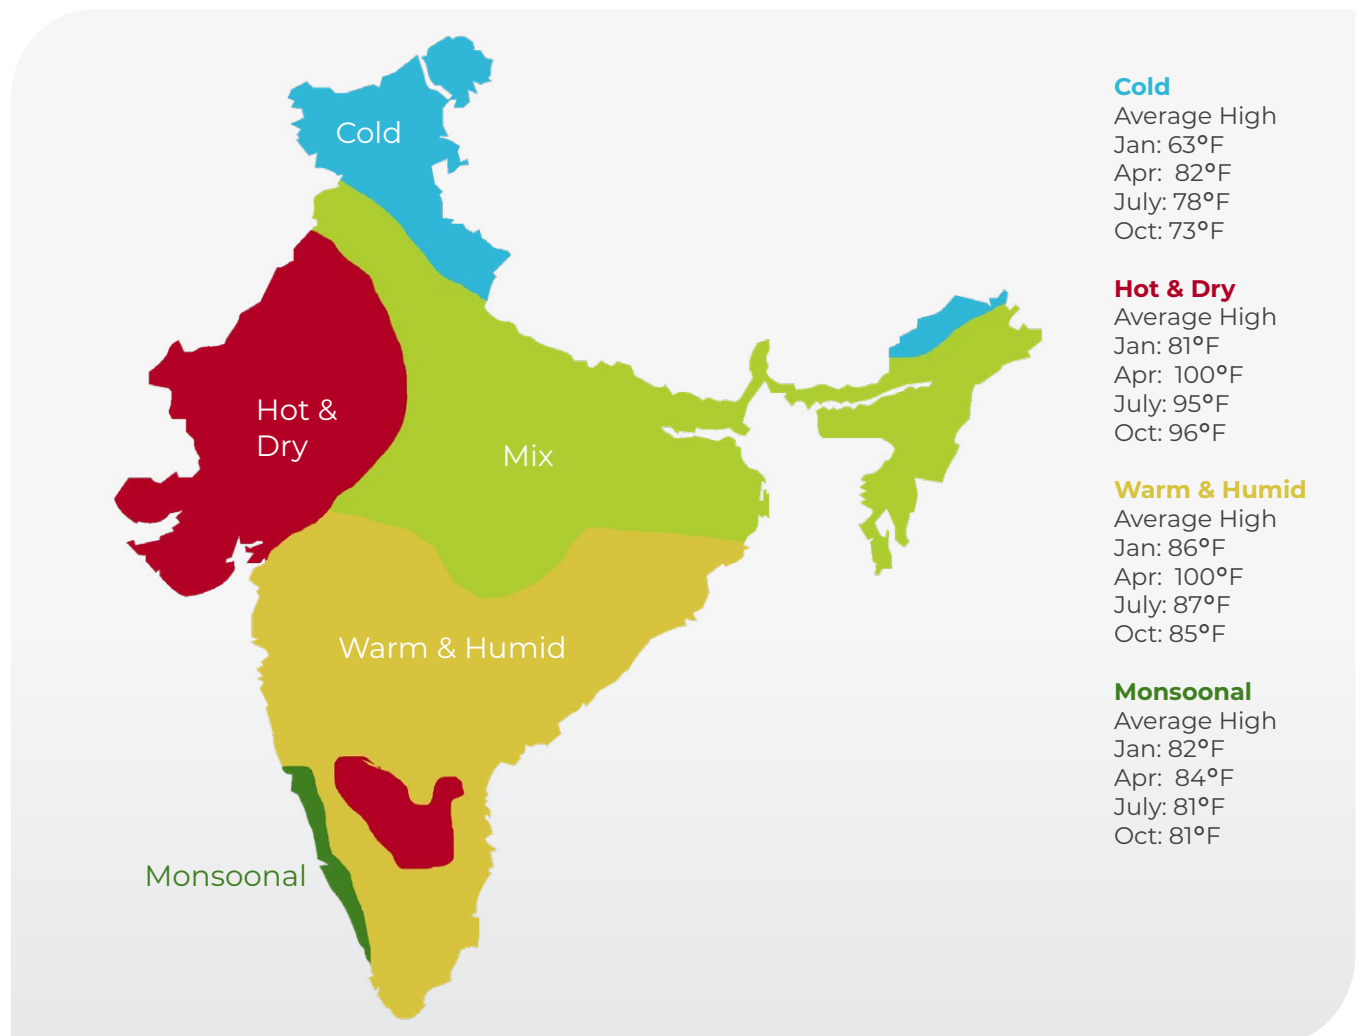 Cold
Hot &
Dry
Mix
Warm & Humid
Monsoonal
Cold
Average High
Jan: 63°F
Apr: 82°F
July: 78°F
Oct: 73°F
Hot & Dry
Average High
Jan: 81°F
Apr: 100°F
July: 95°F
Oct: 96°F
Warm & Humid
Average High
Jan: 86°F
Apr: 100°F
July: 87°F
Oct: 85°F
Monsoonal
Average High
Jan: 82°F
Apr: 84°F
July: 81°F
Oct: 81°F